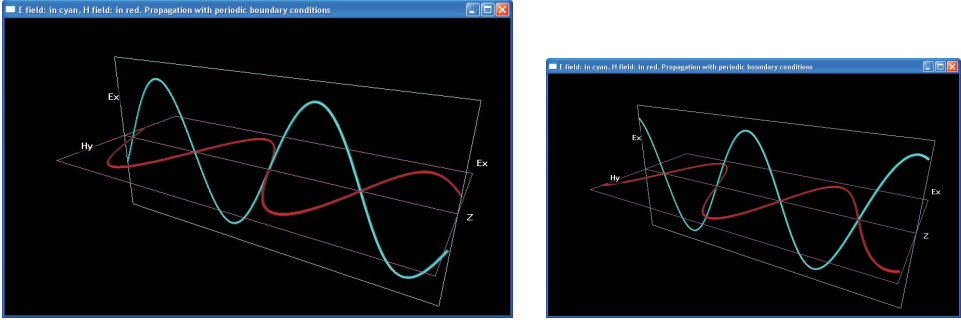 E field: in cyan, H field: in red. Propagation with periodic boundary conditions
Ex
Hy
Ex
Z
E field: in cyan, H field: in red. Propagation with periodic boundary conditions
Ex
Hy
Ex
Z